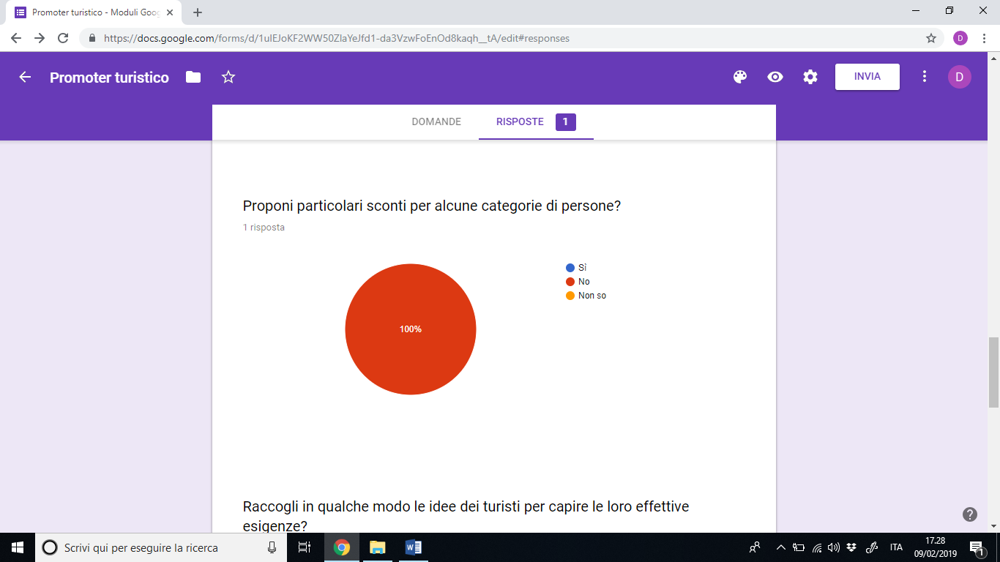 Promoter turistico - Moduli Goog
https://docs.google.com/forms/d/1uIEJoKF2WW50ZIaYeJfd1-da3VzwFoEnOd8kaqh__tA/edit#responses
D
Promoter turistico
INVIA
D
DOMANDE
RISPOSTE
1
Proponi particolari sconti per alcune categorie di persone?
1 risposta
100%
Sì
No
Non so
Raccogli in qualche modo le idee dei turisti per capire le loro effettive
esigenze?
Scrivi qui per eseguire la ricerca
ITA
17.28
09/02/2019
1